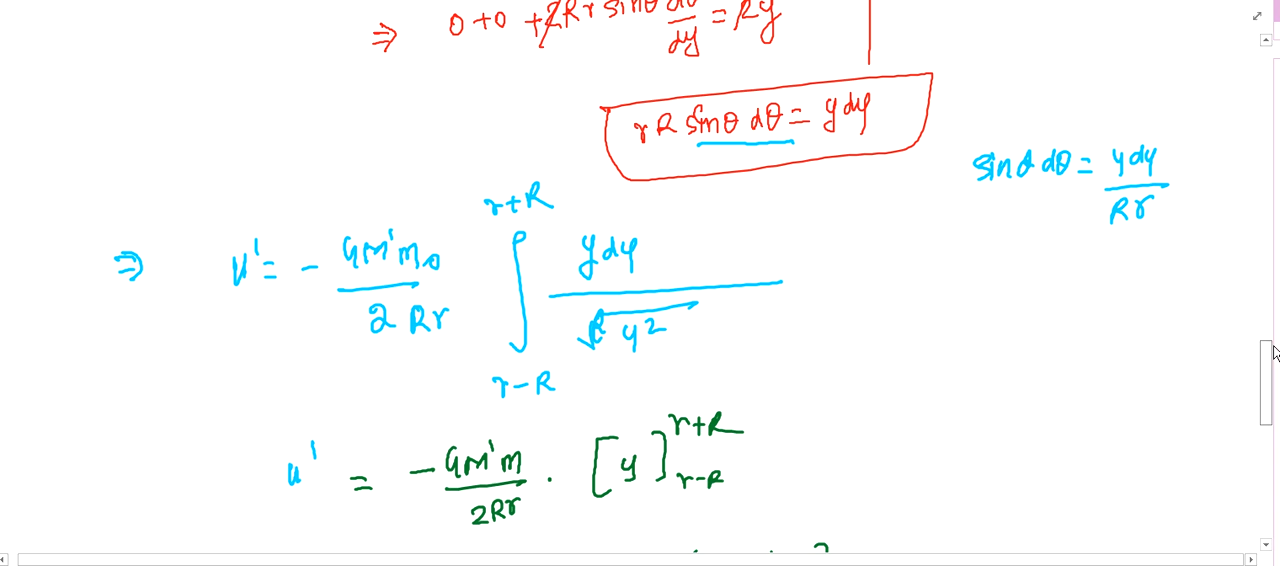 ⇒ 0 + 0 + 2Rr sinθ dθ/dy = 2y
rR sinθ dθ = y dy
sinθ dθ = y dy / Rr
⇒ u' = - GM'm₀ / 2Rr ∫_{r-R}^{r+R} y dy / √y²
u' = - GM'm / 2Rr · [y]_{r-R}^{r+R}